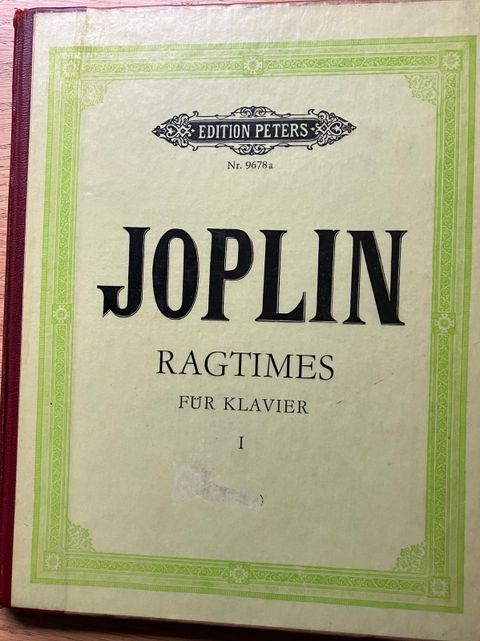 EDITION PETERS
Nr. 9678a
JOPLIN
RAGTIMES
FÜR KLAVIER
I
)